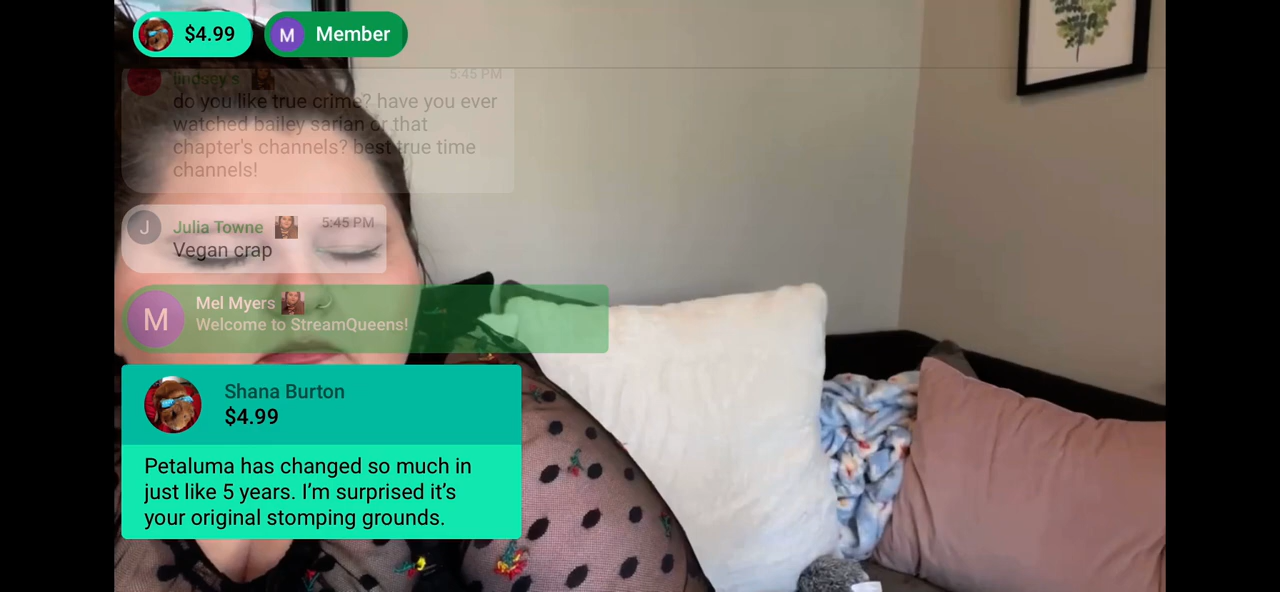 $4.99
M
Member
lindsey's
5:45 PM
do you like true crime? have you ever
watched bailey sarian or that
chapter's channels? best true time
channels!
J
Julia Towne
5:45 PM
Vegan crap
M
Mel Myers
Welcome to StreamQueens!
Shana Burton
$4.99
Petaluma has changed so much in
just like 5 years. I’m surprised it’s
your original stomping grounds.